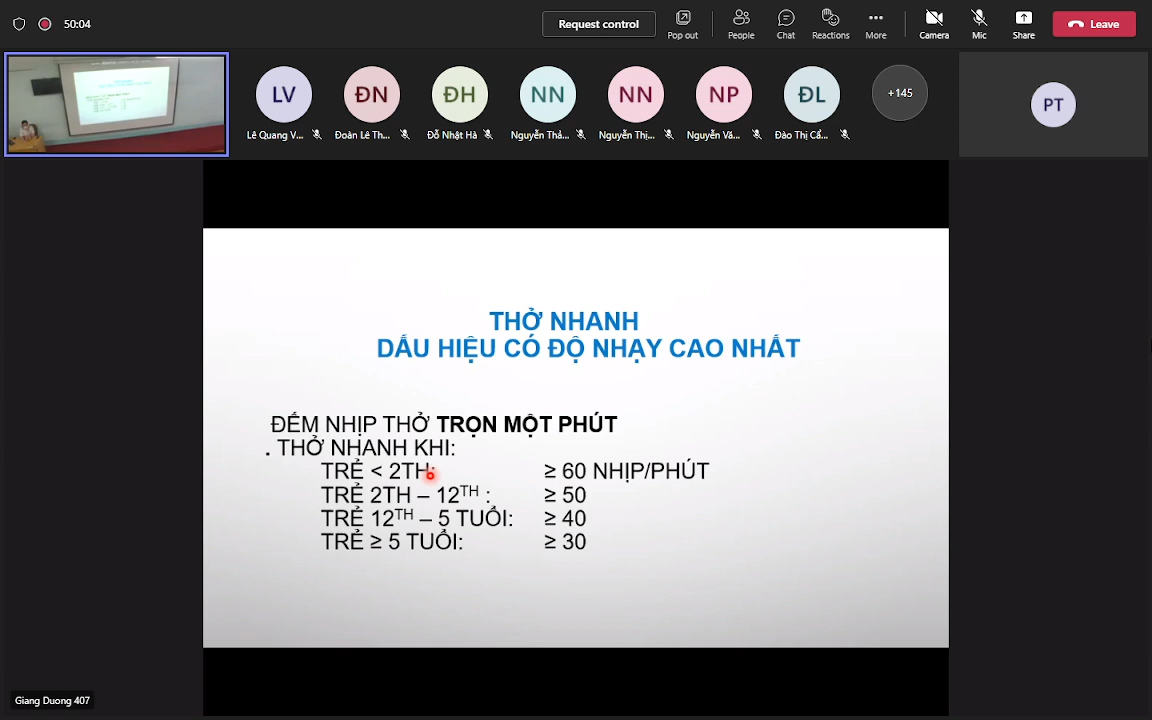 50:04
Request control
Pop out
People
Chat
Reactions
More
Camera
Mic
Share
Leave
LV
ĐN
ĐH
NN
NN
NP
ĐL
+145
PT
Lê Quang V...
Đoàn Lê Th...
Đỗ Nhật Hà
Nguyễn Thả...
Nguyễn Thị...
Nguyễn Vă...
Đào Thị Cẩ...
THỞ NHANH
DẤU HIỆU CÓ ĐỘ NHẠY CAO NHẤT
ĐẾM NHỊP THỞ TRỌN MỘT PHÚT
. THỞ NHANH KHI:
TRẺ < 2TH: ≥ 60 NHỊP/PHÚT
TRẺ 2TH – 12TH : ≥ 50
TRẺ 12TH – 5 TUỔI: ≥ 40
TRẺ ≥ 5 TUỔI: ≥ 30
Giang Duong 407